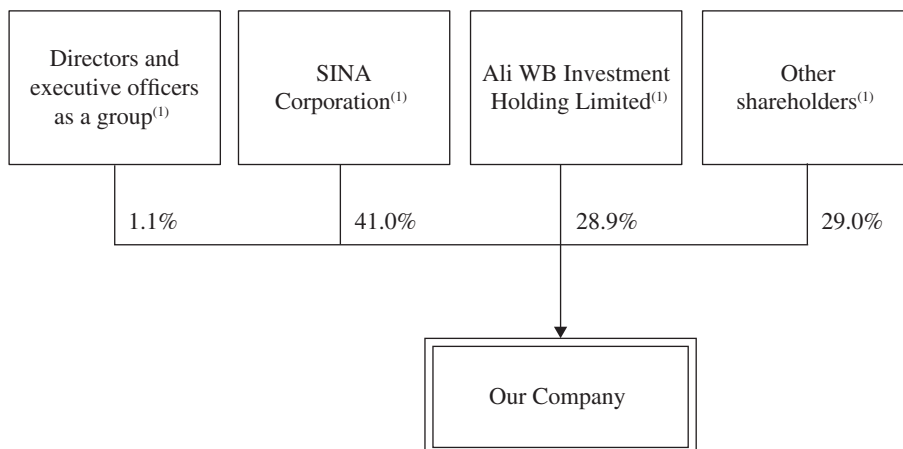 Directors and
executive officers
as a group(1)
SINA
Corporation(1)
Ali WB Investment
Holding Limited(1)
Other
shareholders(1)
1.1%
41.0%
28.9%
29.0%
Our Company